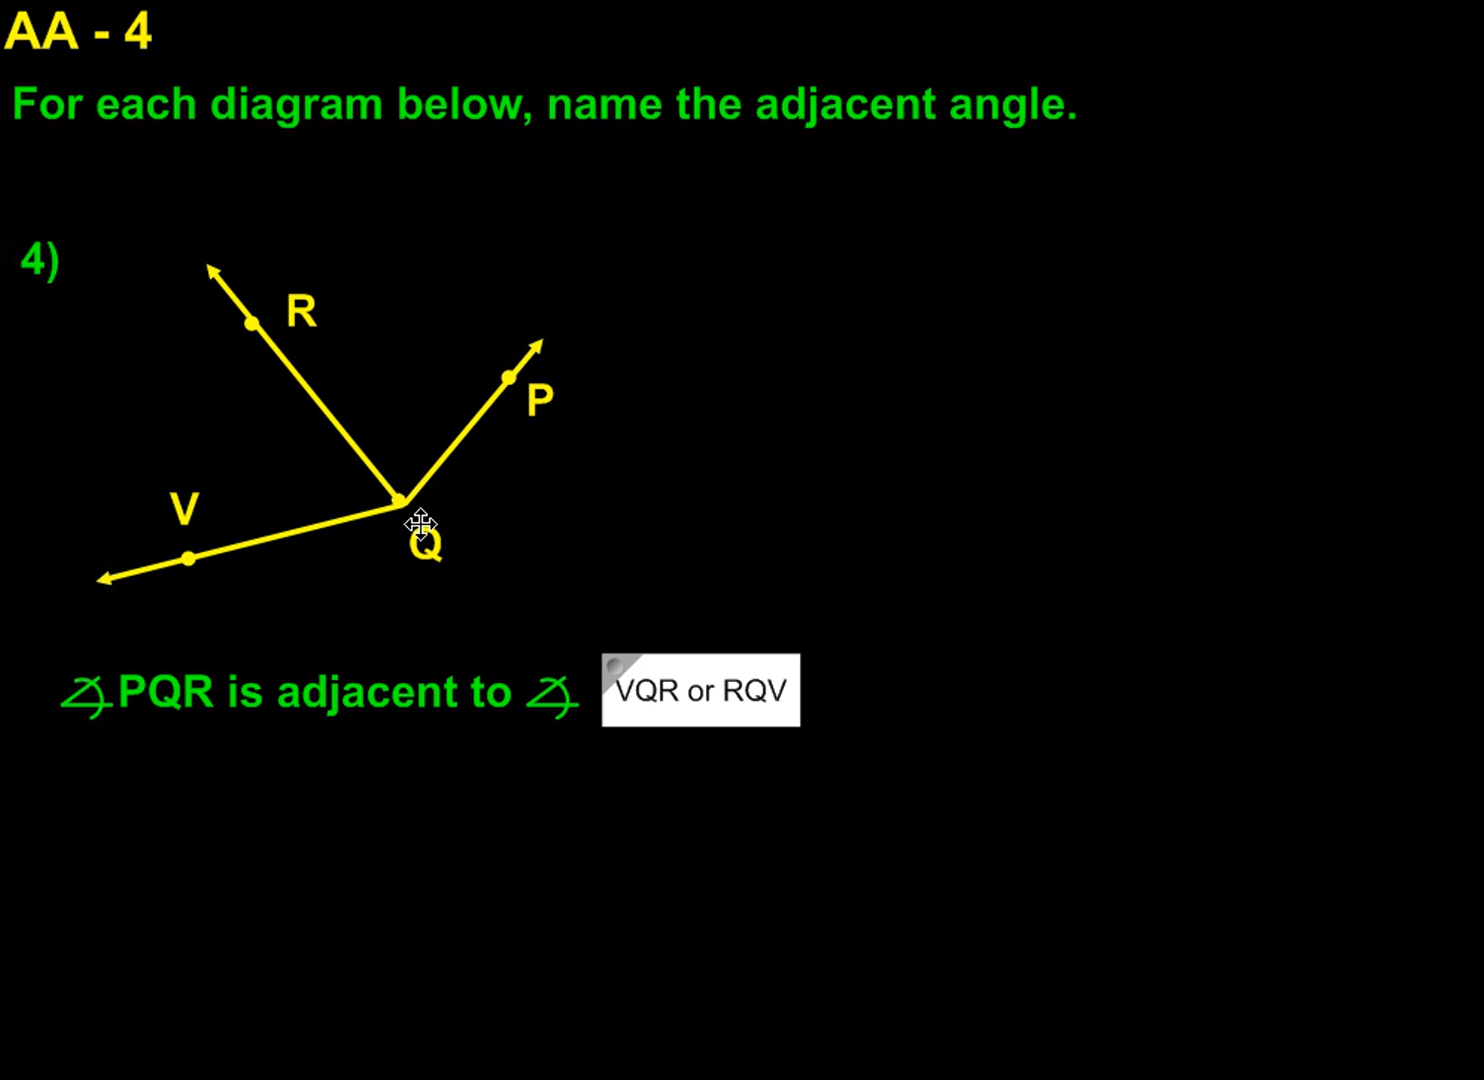 AA - 4
For each diagram below, name the adjacent angle.
4)
R
P
V
Q
∡PQR is adjacent to ∡ VQR or RQV